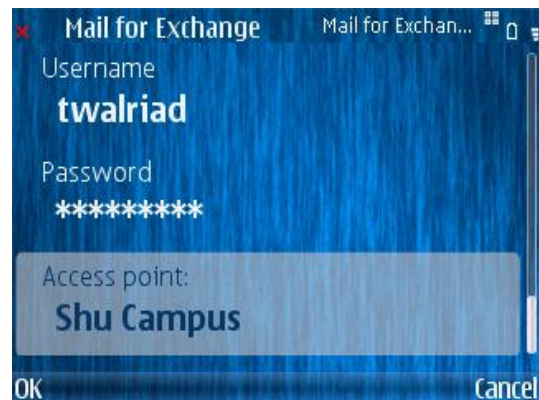 Mail for Exchange Mail for Exchan...
Username
twalriad
Password
*********
Access point:
Shu Campus
OK Cancel